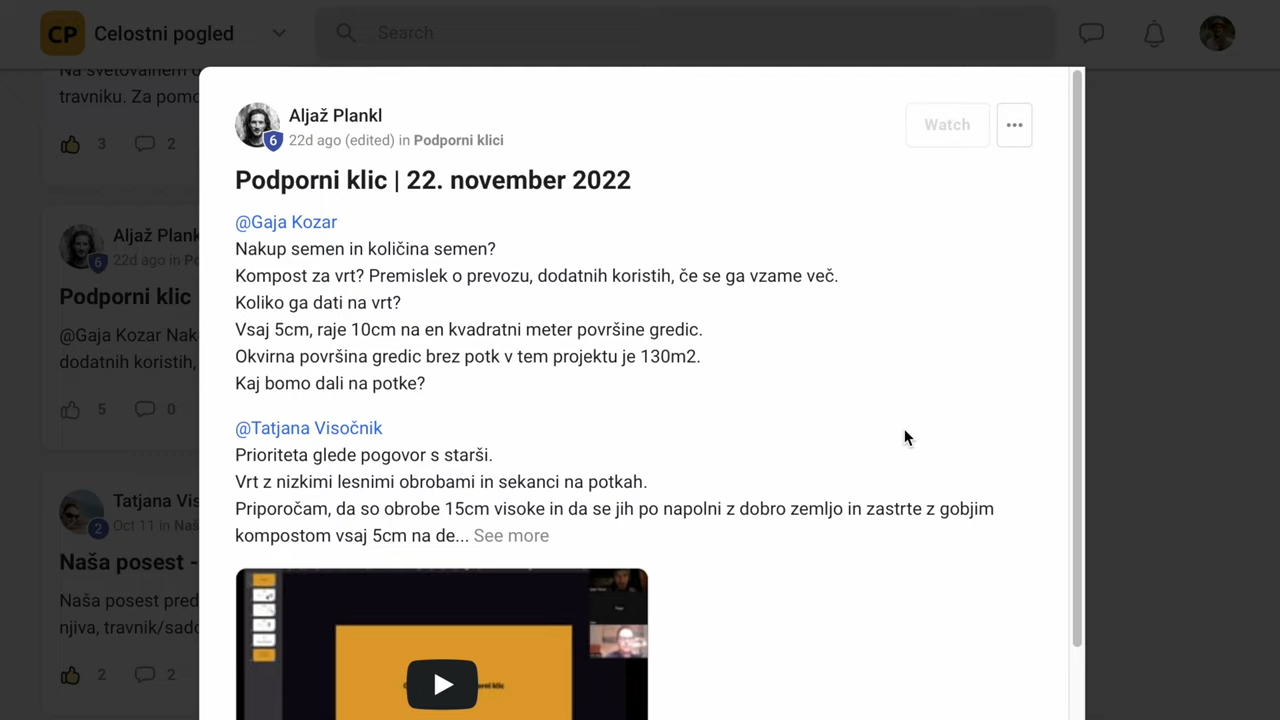 CP Celostni pogled
Search
Na svetovalnem
travniku. Za pomo
3 2
Aljaž Plank
22d ago in Po
6
Podporni klic
@Gaja Kozar Nak
dodatnih koristih,
5 0
Tatjana Vis
Oct 11 in Naš
2
Naša posest -
Naša posest pred
njiva, travnik/sado
2 2
Aljaž Plankl
Watch
22d ago (edited) in Podporni klici
6
Podporni klic | 22. november 2022
@Gaja Kozar
Nakup semen in količina semen?
Kompost za vrt? Premislek o prevozu, dodatnih koristih, če se ga vzame več.
Koliko ga dati na vrt?
Vsaj 5cm, raje 10cm na en kvadratni meter površine gredic.
Okvirna površina gredic brez potk v tem projektu je 130m2.
Kaj bomo dali na potke?
@Tatjana Visočnik
Prioriteta glede pogovor s starši.
Vrt z nizkimi lesnimi obrobami in sekanci na potkah.
Priporočam, da so obrobe 15cm visoke in da se jih po napolni z dobro zemljo in zastrte z gobjim
kompostom vsaj 5cm na de... See more